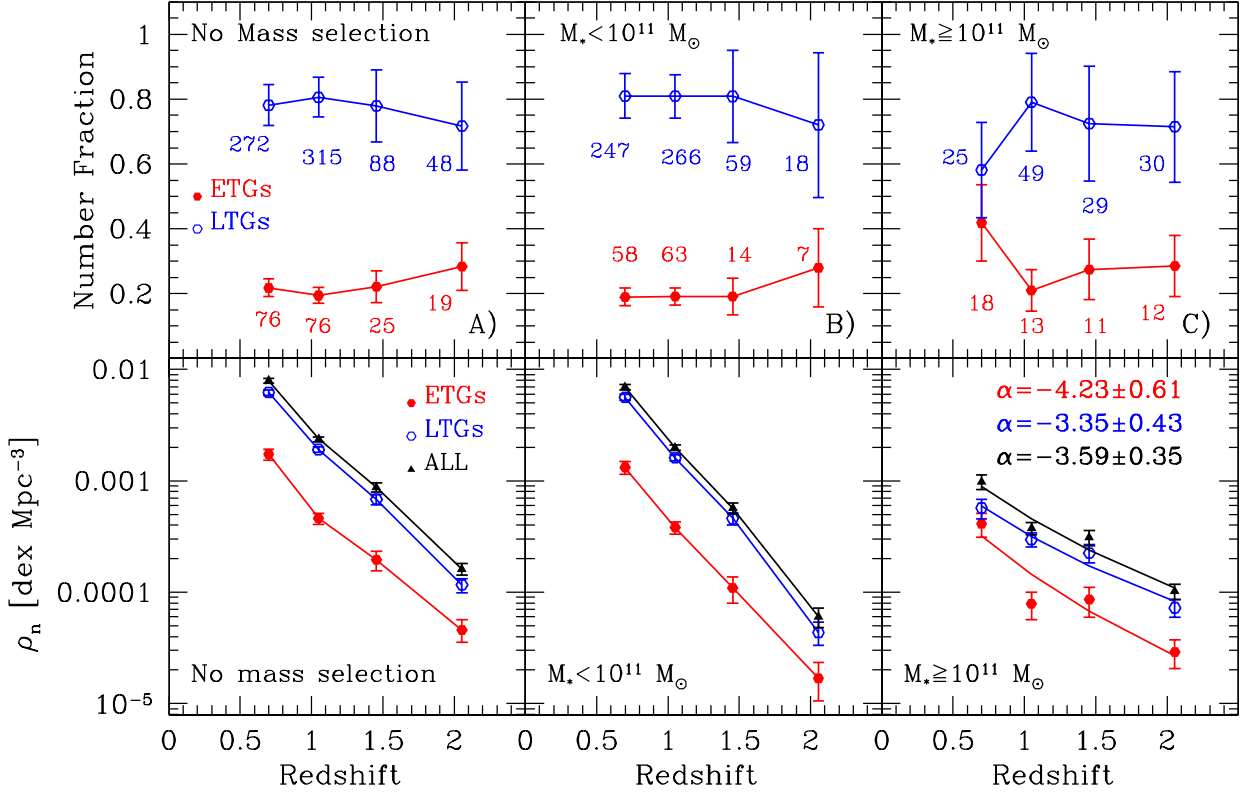 No Mass selection
M* < 10¹¹ M⊙
M* ≧ 10¹¹ M⊙
1
0.8
0.6
0.4
0.2
Number Fraction
272
315
88
48
ETGs
LTGs
76
76
25
19
A)
247
266
59
18
58
63
14
7
B)
25
49
29
30
18
13
11
12
C)
0.01
0.001
0.0001
10⁻⁵
ρₙ [dex Mpc⁻³]
ETGs
LTGs
ALL
α=−4.23±0.61
α=−3.35±0.43
α=−3.59±0.35
No mass selection
M* < 10¹¹ M⊙
M* ≧ 10¹¹ M⊙
0 0.5 1 1.5 2
0 0.5 1 1.5 2
0 0.5 1 1.5 2
Redshift
Redshift
Redshift